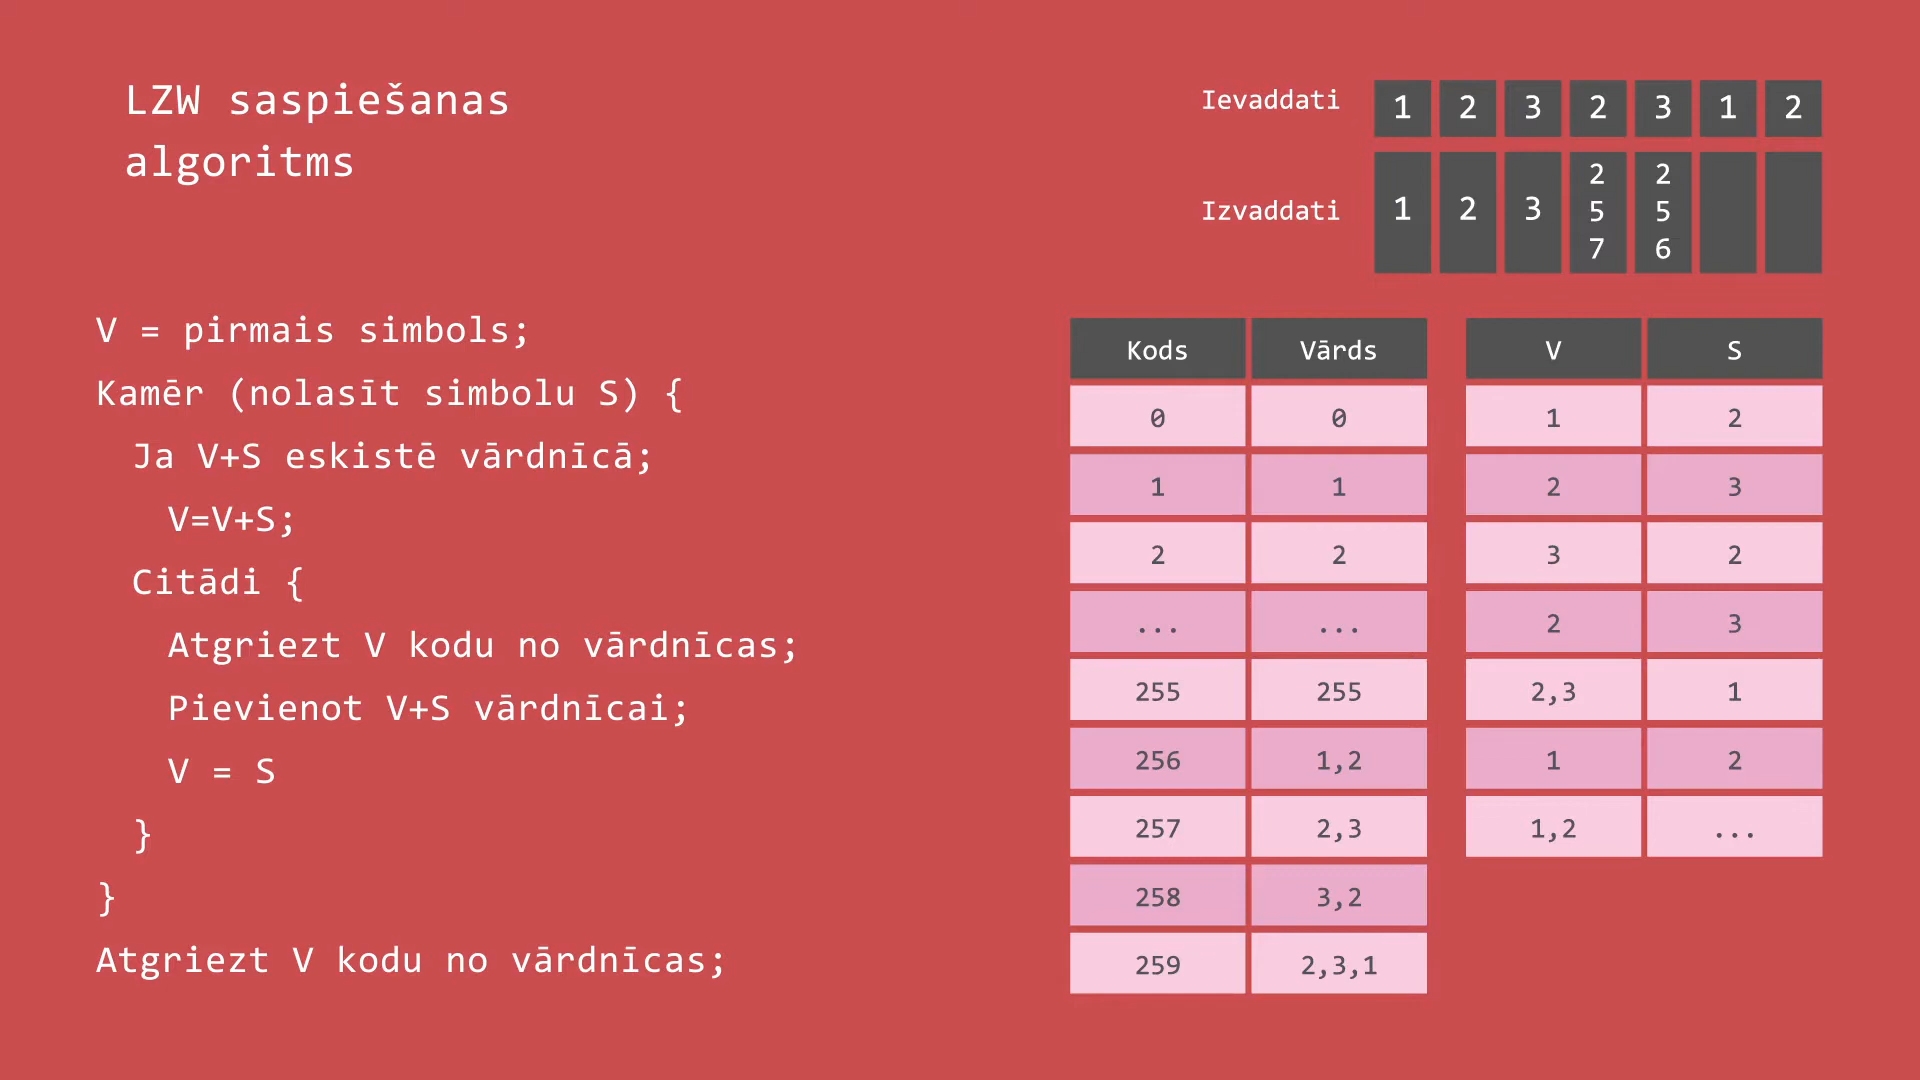 LZW saspiešanas
algoritms
V = pirmais simbols;
Kamēr (nolasīt simbolu S) {
Ja V+S eskistē vārdnīcā;
V=V+S;
Citādi {
Atgriezt V kodu no vārdnīcas;
Pievienot V+S vārdnīcai;
V = S
}
}
Atgriezt V kodu no vārdnīcas;
Ievaddati 1 2 3 2 3 1 2
Izvaddati 1 2 3 257 256
Kods Vārds
0 0
1 1
2 2
... ...
255 255
256 1,2
257 2,3
258 3,2
259 2,3,1
V S
1 2
2 3
3 2
2 3
2,3 1
1 2
1,2 ...